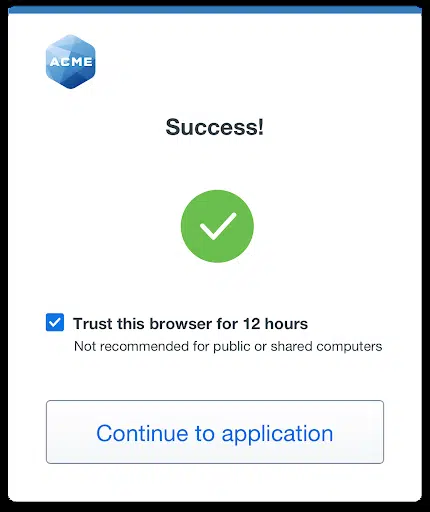 ACME
Success!
Trust this browser for 12 hours
Not recommended for public or shared computers
Continue to application